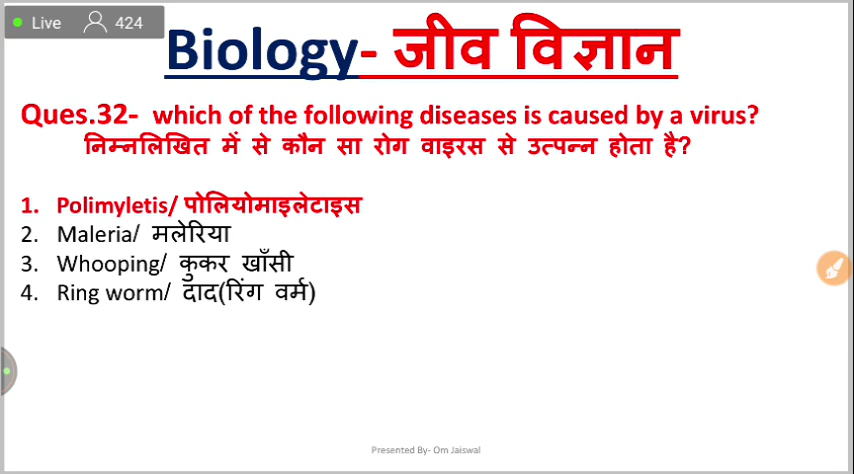 Live 424
Biology- जीव विज्ञान
Ques.32- which of the following diseases is caused by a virus?
निम्नलिखित में से कौन सा रोग वाइरस से उत्पन्न होता है?
1. Polimyletis/ पोलियोमाइलेटाइस
2. Maleria/ मलेरिया
3. Whooping/ कुकर खाँसी
4. Ring worm/ दाद(रिंग वर्म)
Presented By- Om Jaiswal